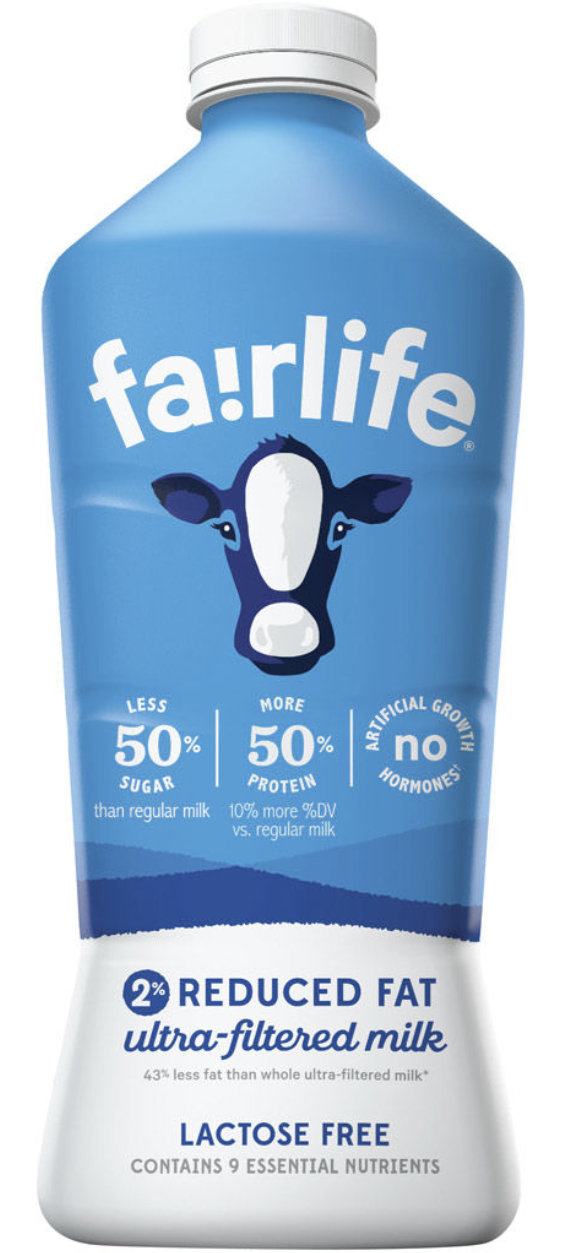 fa!rlife®
LESS
50%
SUGAR
than regular milk
MORE
50%
PROTEIN
10% more %DV
vs. regular milk
ARTIFICIAL GROWTH
no
HORMONES†
2% REDUCED FAT
ultra-filtered milk
43% less fat than whole ultra-filtered milk*
LACTOSE FREE
CONTAINS 9 ESSENTIAL NUTRIENTS